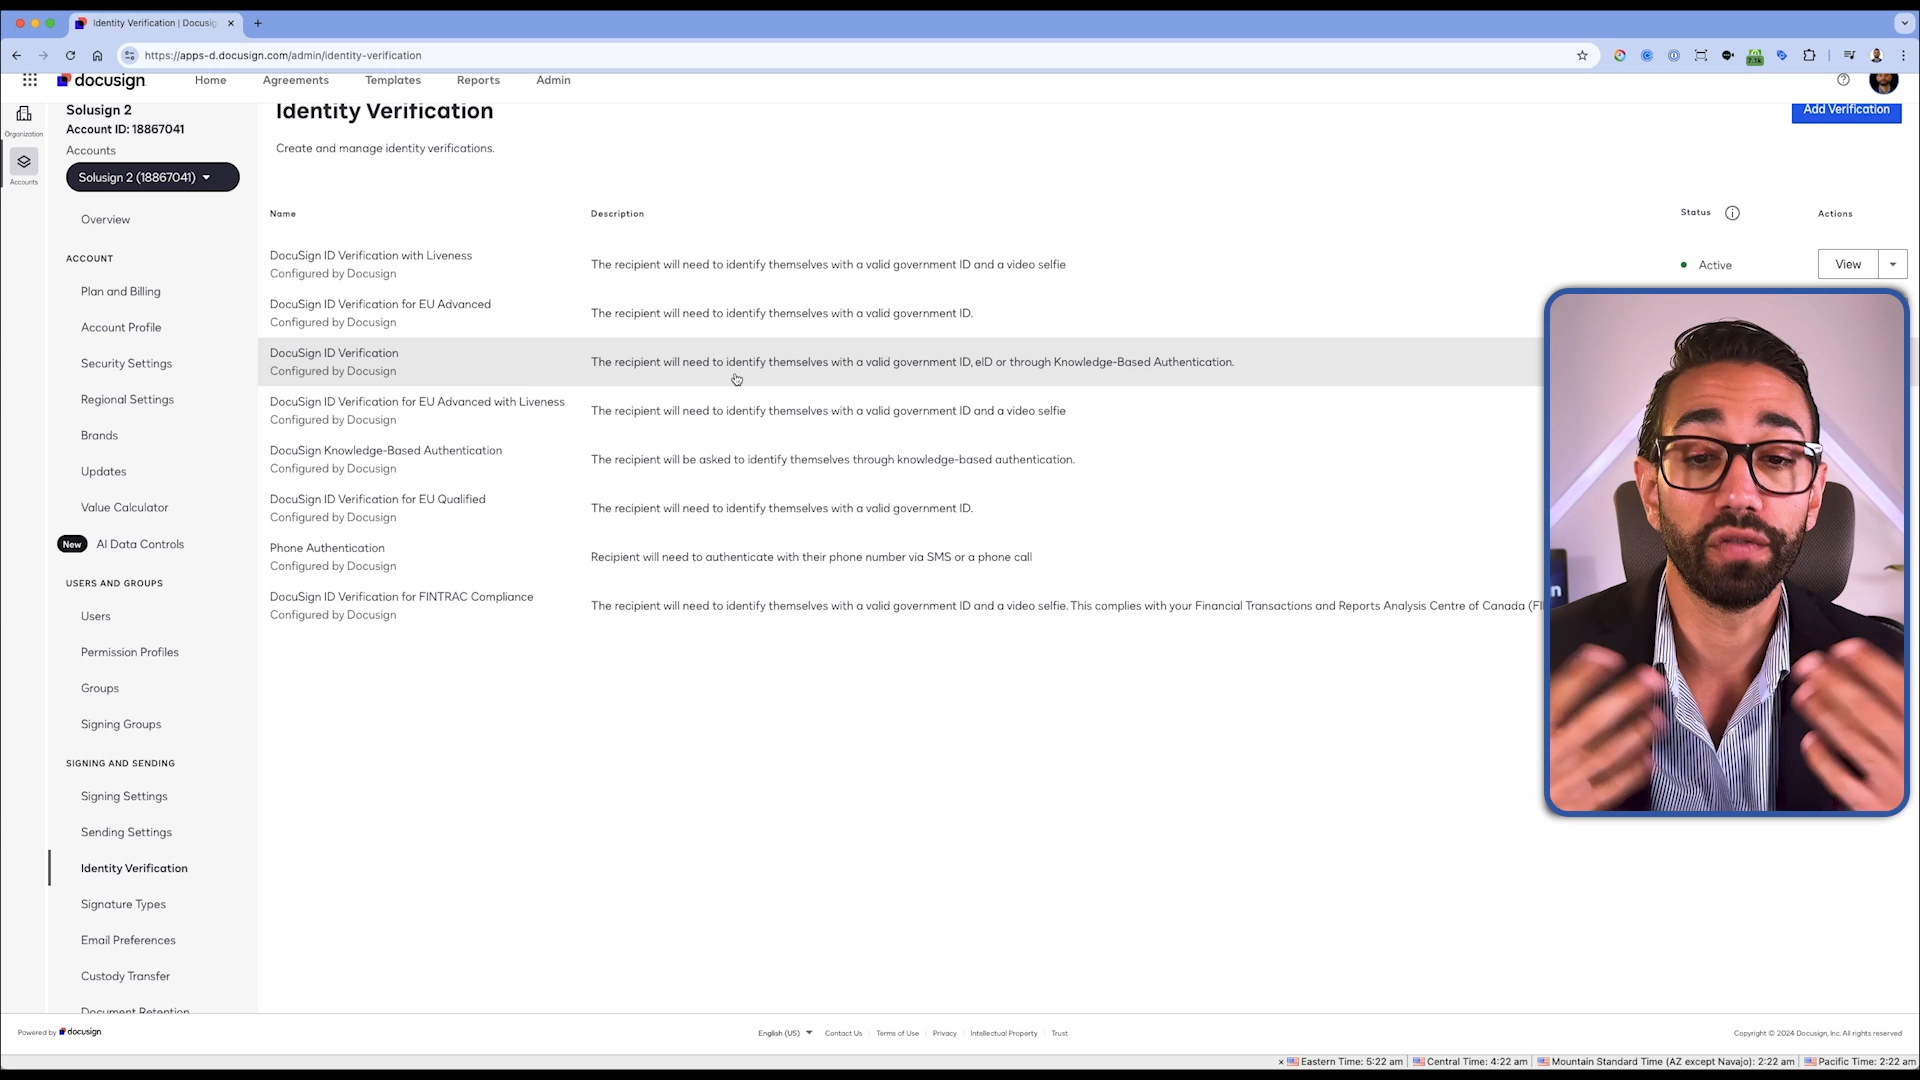 Identity Verification | Docusig
https://apps-d.docusign.com/admin/identity-verification
7.1k
docusign
Home
Agreements
Templates
Reports
Admin
Organization
Accounts
Solusign 2
Account ID: 18867041
Accounts
Solusign 2 (18867041)
Overview
ACCOUNT
Plan and Billing
Account Profile
Security Settings
Regional Settings
Brands
Updates
Value Calculator
New
AI Data Controls
USERS AND GROUPS
Users
Permission Profiles
Groups
Signing Groups
SIGNING AND SENDING
Signing Settings
Sending Settings
Identity Verification
Signature Types
Email Preferences
Custody Transfer
Document Retention
Identity Verification
Add Verification
Create and manage identity verifications.
Name
Description
Status
Actions
DocuSign ID Verification with Liveness
Configured by Docusign
The recipient will need to identify themselves with a valid government ID and a video selfie
Active
View
DocuSign ID Verification for EU Advanced
Configured by Docusign
The recipient will need to identify themselves with a valid government ID.
DocuSign ID Verification
Configured by Docusign
The recipient will need to identify themselves with a valid government ID, eID or through Knowledge-Based Authentication.
DocuSign ID Verification for EU Advanced with Liveness
Configured by Docusign
The recipient will need to identify themselves with a valid government ID and a video selfie
DocuSign Knowledge-Based Authentication
Configured by Docusign
The recipient will be asked to identify themselves through knowledge-based authentication.
DocuSign ID Verification for EU Qualified
Configured by Docusign
The recipient will need to identify themselves with a valid government ID.
Phone Authentication
Configured by Docusign
Recipient will need to authenticate with their phone number via SMS or a phone call
DocuSign ID Verification for FINTRAC Compliance
Configured by Docusign
The recipient will need to identify themselves with a valid government ID and a video selfie. This complies with your Financial Transactions and Reports Analysis Centre of Canada (FI
n
Powered by docusign
English (US)
Contact Us
Terms of Use
Privacy
Intellectual Property
Trust
Copyright © 2024 Docusign, Inc. All rights reserved
× Eastern Time: 5:22 am
Central Time: 4:22 am
Mountain Standard Time (AZ except Navajo): 2:22 am
Pacific Time: 2:22 am